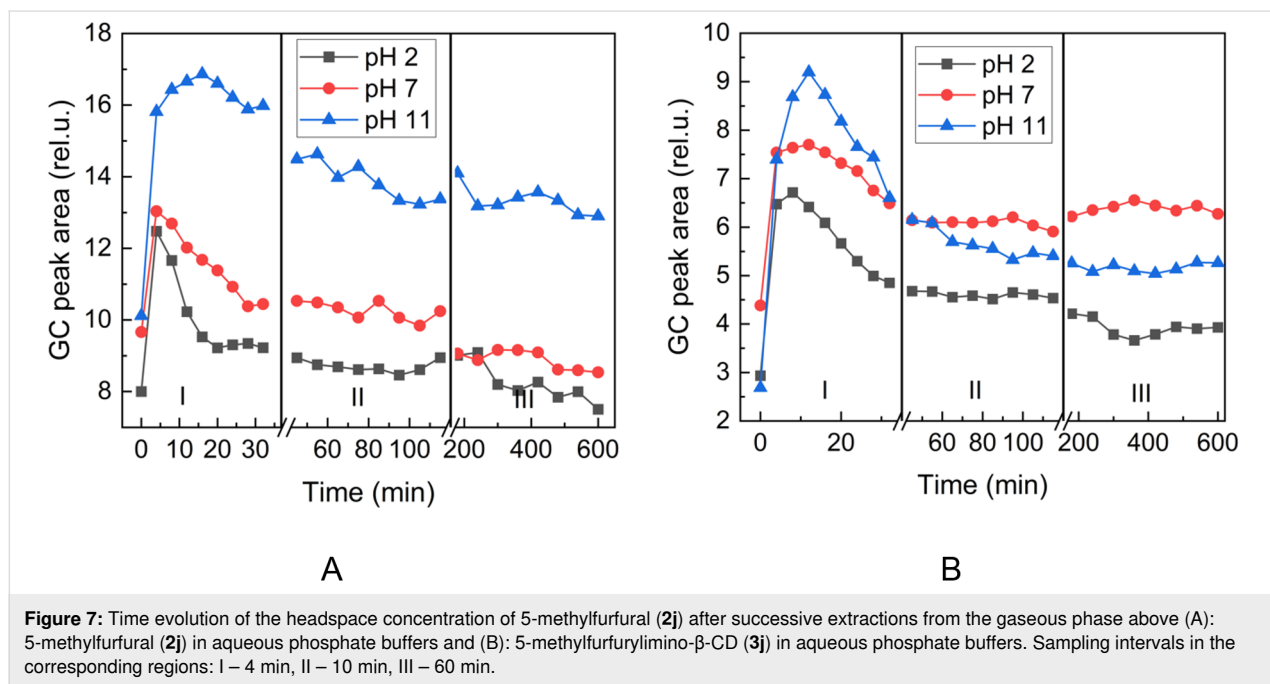 18
16
14
12
10
8
GC peak area (rel.u.)
pH 2
pH 7
pH 11
I
II
III
0 10 30 60 80 100 200 400 600
Time (min)
A
10
9
8
7
6
5
4
3
2
GC peak area (rel.u.)
pH 2
pH 7
pH 11
I
II
III
0 20 60 100 200 400 600
Time (min)
B
Figure 7: Time evolution of the headspace concentration of 5-methylfurfural (2j) after successive extractions from the gaseous phase above (A):
5-methylfurfural (2j) in aqueous phosphate buffers and (B): 5-methylfurfurylimino-β-CD (3j) in aqueous phosphate buffers. Sampling intervals in the
corresponding regions: I – 4 min, II – 10 min, III – 60 min.